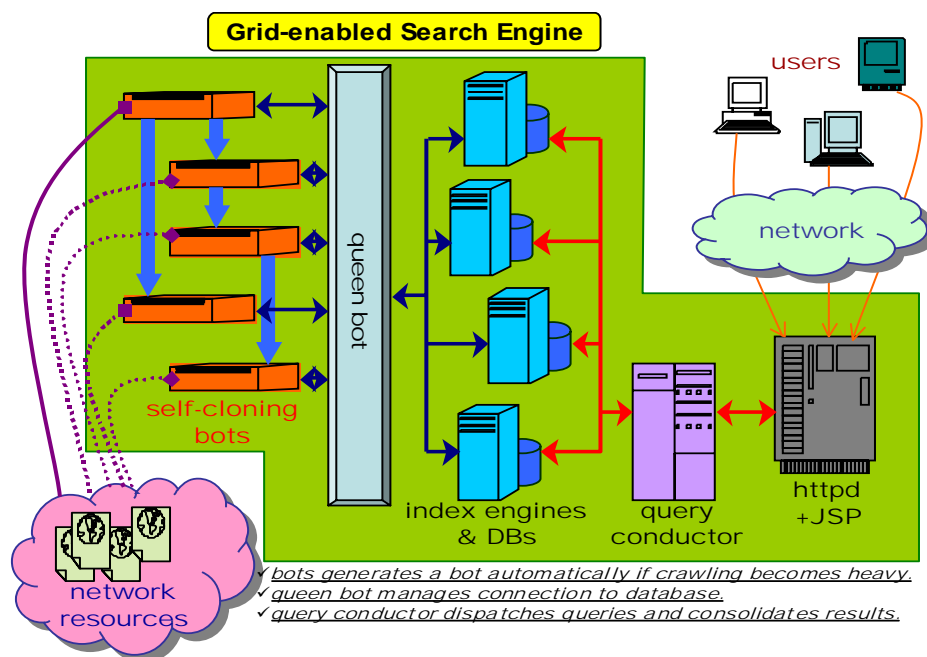 Grid-enabled Search Engine
users
network
queen bot
self-cloning
bots
index engines
& DBs
query
conductor
httpd
+JSP
network
resources
✓bots generates a bot automatically if crawling becomes heavy.
✓queen bot manages connection to database.
✓query conductor dispatches queries and consolidates results.